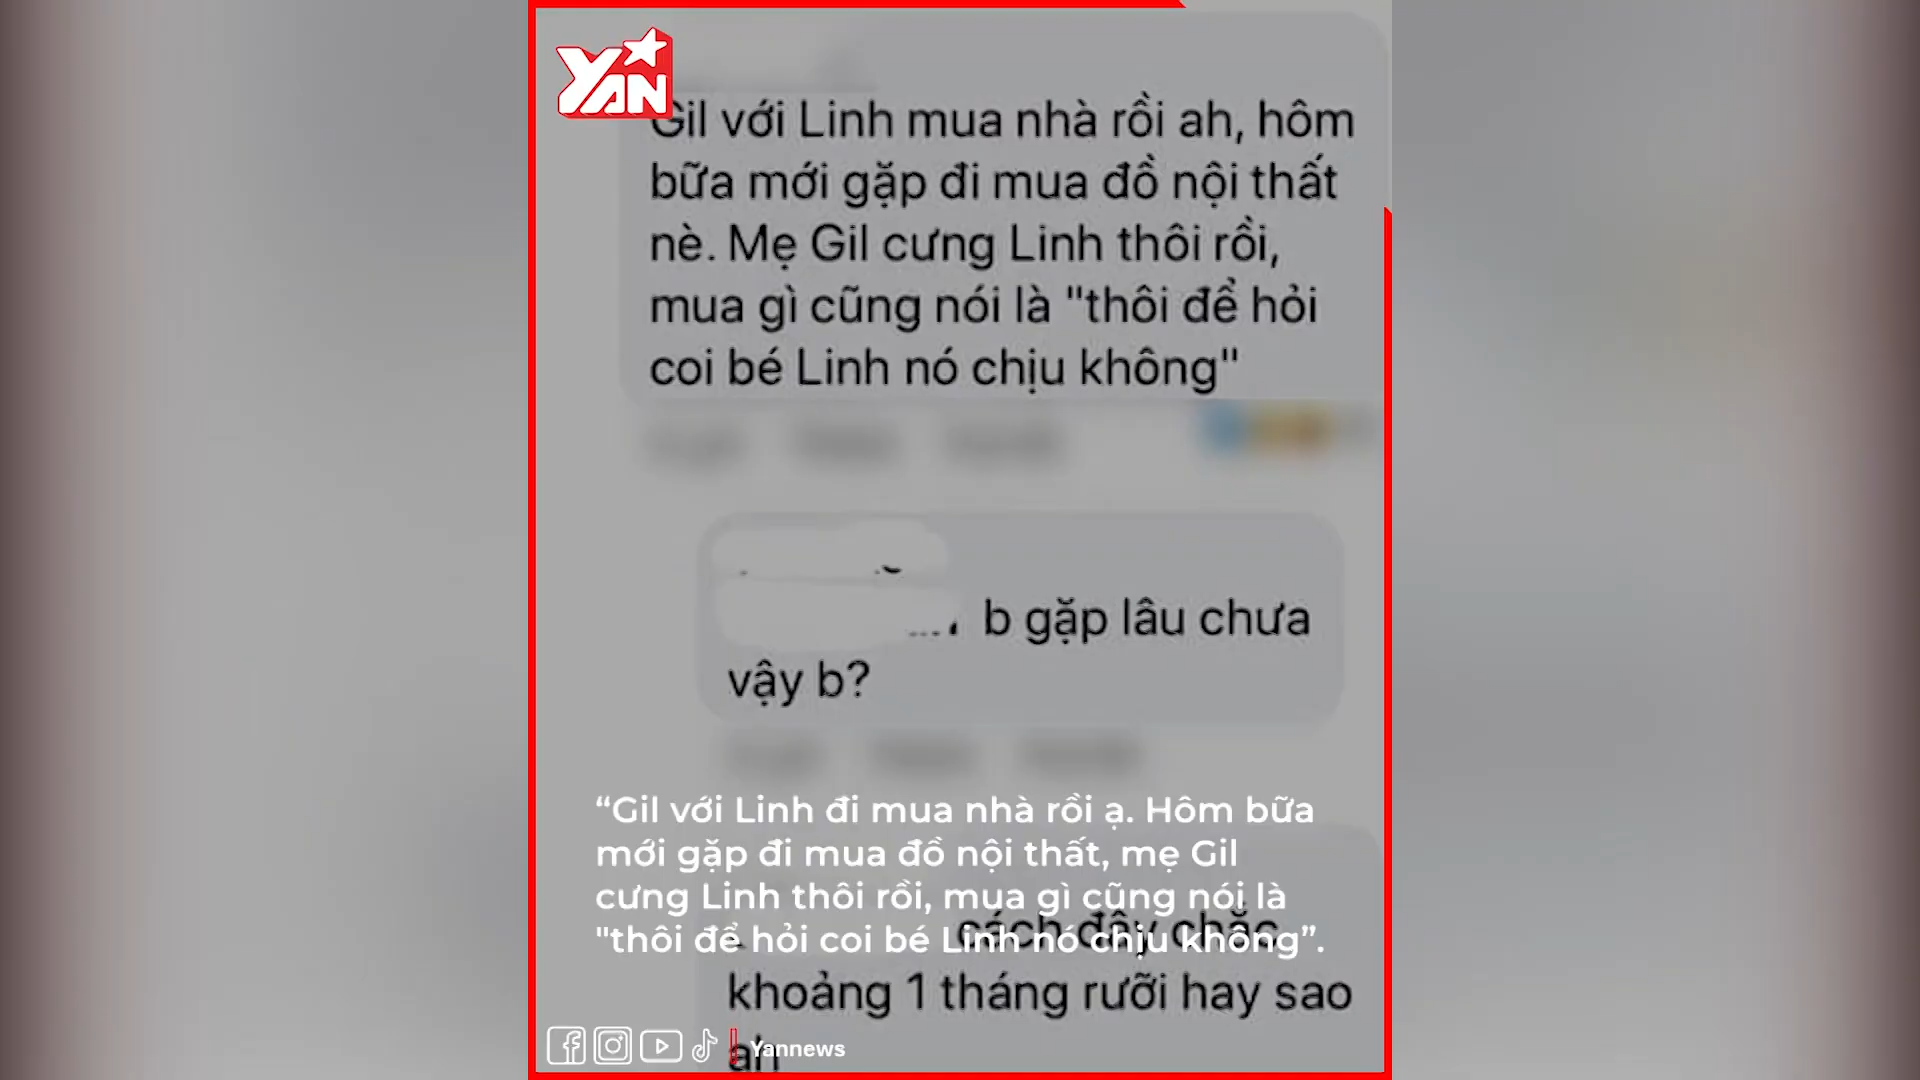 YAN
Gil với Linh mua nhà rồi ah, hôm
bữa mới gặp đi mua đồ nội thất
nè. Mẹ Gil cưng Linh thôi rồi,
mua gì cũng nói là "thôi để hỏi
coi bé Linh nó chịu không"
b gặp lâu chưa
vậy b?
“Gil với Linh đi mua nhà rồi ạ. Hôm bữa
mới gặp đi mua đồ nội thất, mẹ Gil
cưng Linh thôi rồi, mua gì cũng nói là
"thôi để hỏi coi bé Linh nó chịu không”.
cách đây chắc
khoảng 1 tháng rưỡi hay sao
ah
Yannews